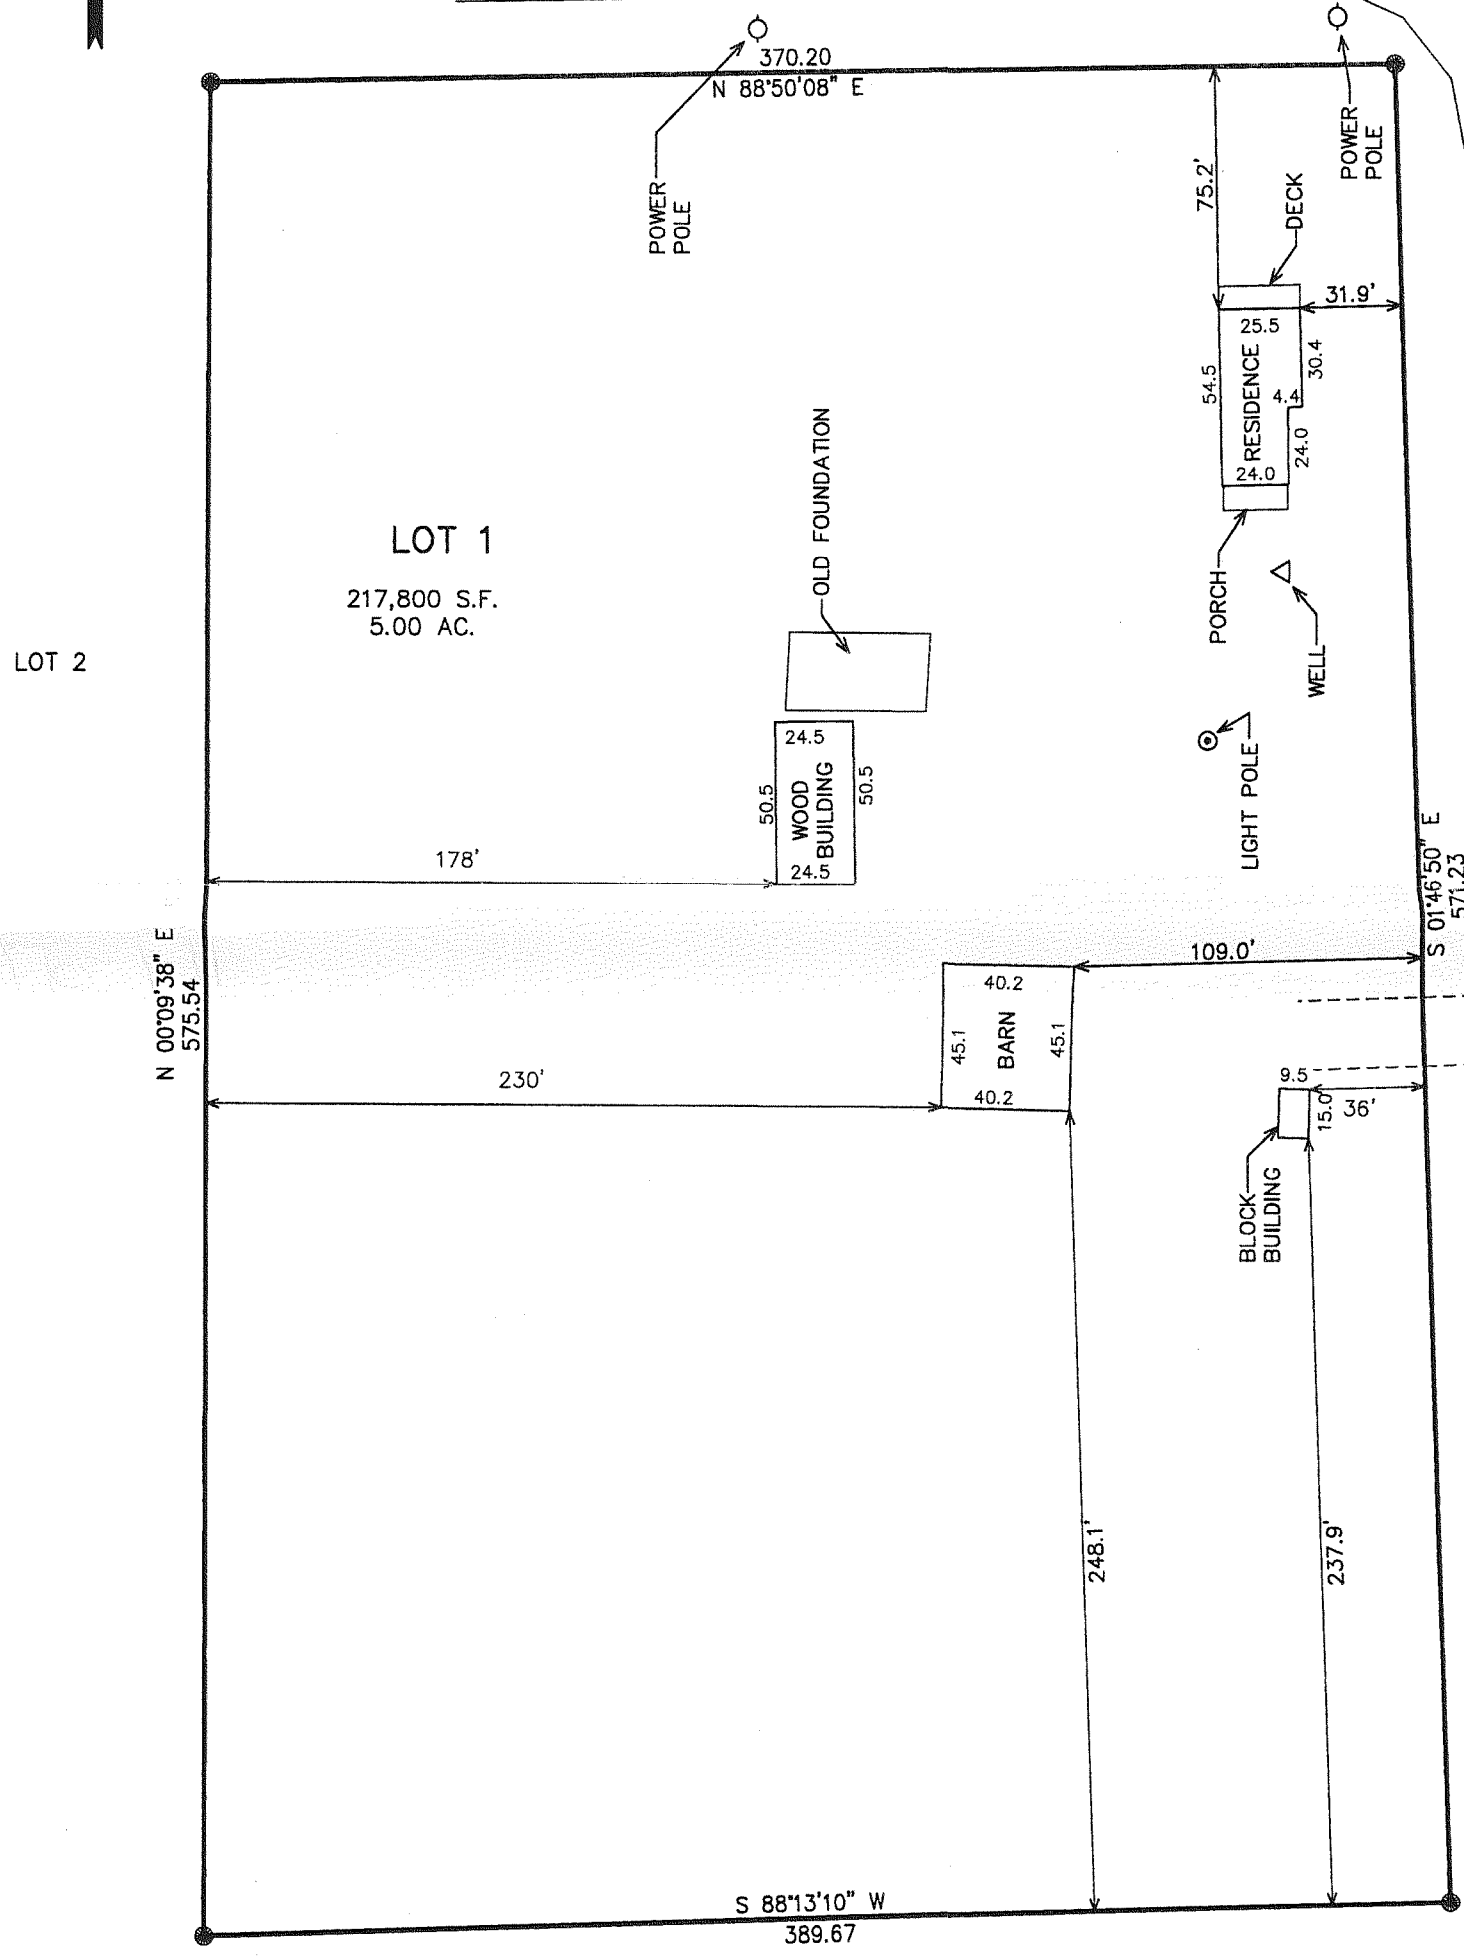 370.20
N 88°50'08" E
POWER
POLE
POWER
POLE
75.2'
DECK
31.9'
25.5
54.5
RESIDENCE
30.4
4.4
24.0
24.0
OLD FOUNDATION
LOT 1
217,800 S.F.
5.00 AC.
LOT 2
PORCH
WELL
24.5
50.5
WOOD
BUILDING
50.5
24.5
LIGHT POLE
178'
S 01°46'50" E
571.23
N 00°09'38" E
575.54
109.0'
40.2
45.1
BARN
45.1
40.2
230'
9.5
15.0
36'
BLOCK
BUILDING
248.1'
237.9'
S 88°13'10" W
389.67